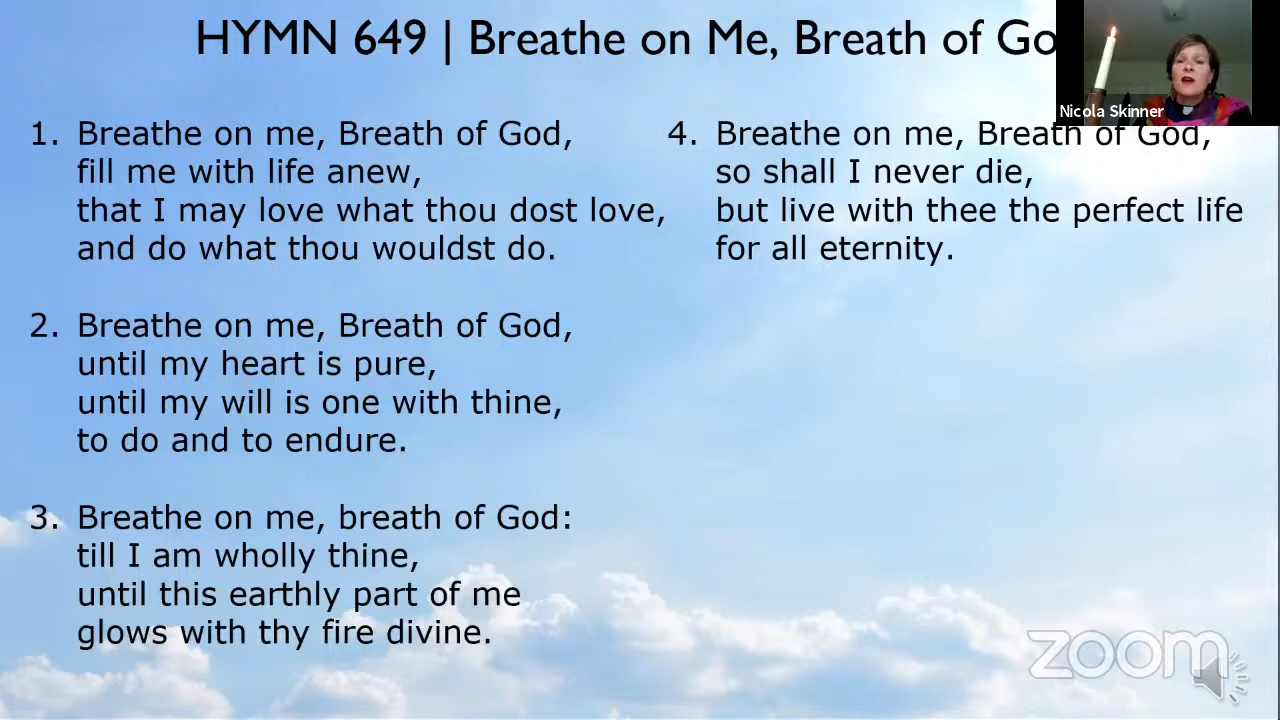 HYMN 649 | Breathe on Me, Breath of Go
Nicola Skinner
1. Breathe on me, Breath of God,
fill me with life anew,
that I may love what thou dost love,
and do what thou wouldst do.
2. Breathe on me, Breath of God,
until my heart is pure,
until my will is one with thine,
to do and to endure.
3. Breathe on me, breath of God:
till I am wholly thine,
until this earthly part of me
glows with thy fire divine.
4. Breathe on me, Breath of God,
so shall I never die,
but live with thee the perfect life
for all eternity.
zoom